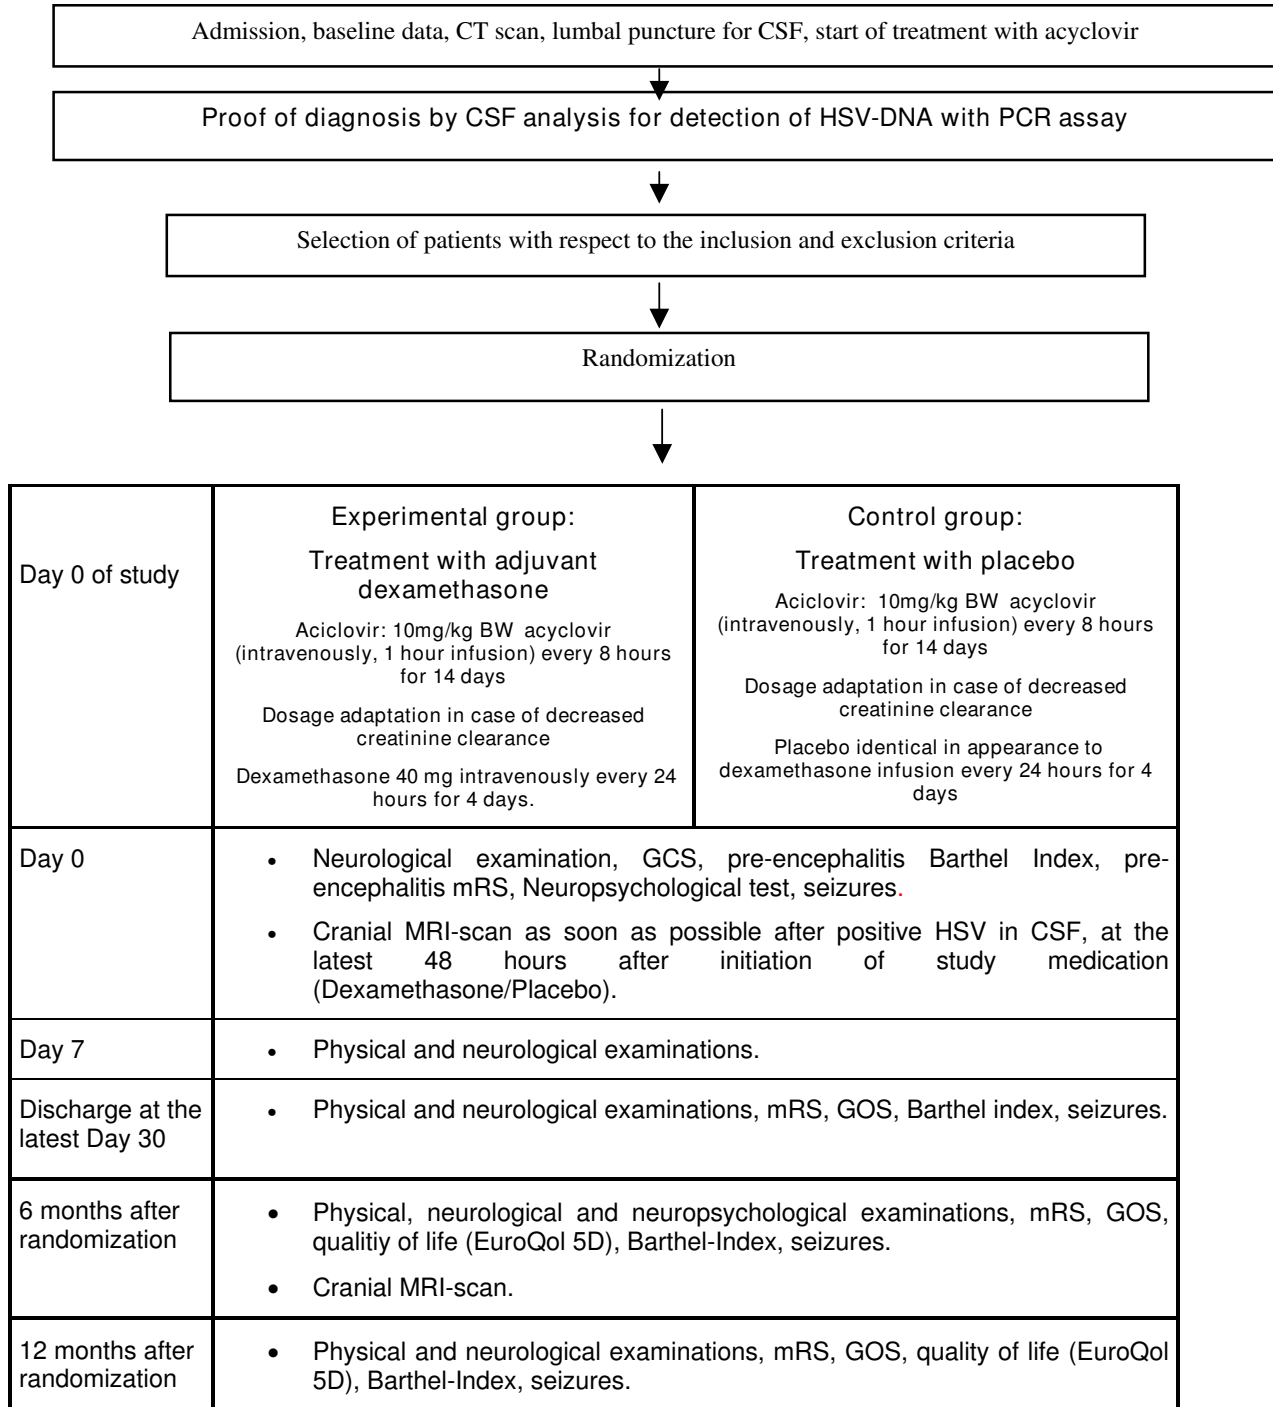 Admission, baseline data, CT scan, lumbal puncture for CSF, start of treatment with acyclovir
Proof of diagnosis by CSF analysis for detection of HSV-DNA with PCR assay
Selection of patients with respect to the inclusion and exclusion criteria
Randomization
Day 0 of study
Experimental group:
Treatment with adjuvant
dexamethasone
Aciclovir: 10mg/kg BW acyclovir
(intravenously, 1 hour infusion) every 8 hours
for 14 days
Dosage adaptation in case of decreased
creatinine clearance
Dexamethasone 40 mg intravenously every 24
hours for 4 days.
Control group:
Treatment with placebo
Aciclovir: 10mg/kg BW acyclovir
(intravenously, 1 hour infusion) every 8 hours
for 14 days
Dosage adaptation in case of decreased
creatinine clearance
Placebo identical in appearance to
dexamethasone infusion every 24 hours for 4
days
Day 0
• Neurological examination, GCS, pre-encephalitis Barthel Index, pre-
encephalitis mRS, Neuropsychological test, seizures.
• Cranial MRI-scan as soon as possible after positive HSV in CSF, at the
latest 48 hours after initiation of study medication
(Dexamethasone/Placebo).
Day 7
• Physical and neurological examinations.
Discharge at the
latest Day 30
• Physical and neurological examinations, mRS, GOS, Barthel index, seizures.
6 months after
randomization
• Physical, neurological and neuropsychological examinations, mRS, GOS,
qualitiy of life (EuroQol 5D), Barthel-Index, seizures.
• Cranial MRI-scan.
12 months after
randomization
• Physical and neurological examinations, mRS, GOS, quality of life (EuroQol
5D), Barthel-Index, seizures.